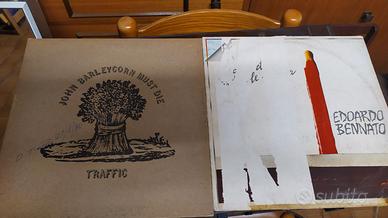 JOHN BARLEYCORN MUST DIE
TRAFFIC
EDOARDO
BENNATO
subito